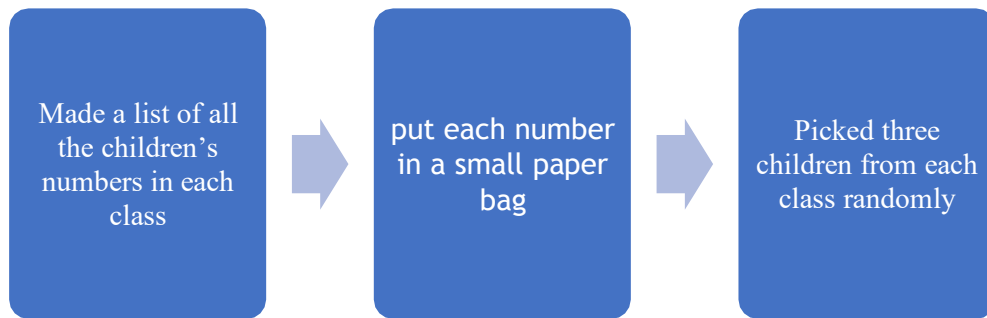 Made a list of all
the children’s
numbers in each
class
put each number
in a small paper
bag
Picked three
children from each
class randomly